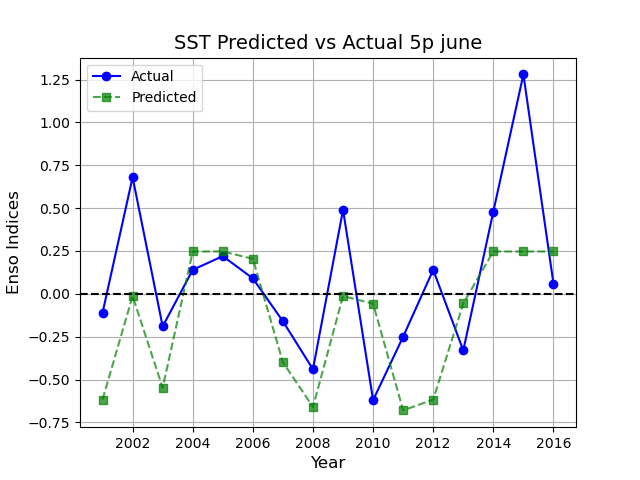 SST Predicted vs Actual 5p june
Actual
Predicted
Enso Indices
1.25
1.00
0.75
0.50
0.25
0.00
−0.25
−0.50
−0.75
2002 2004 2006 2008 2010 2012 2014 2016
Year